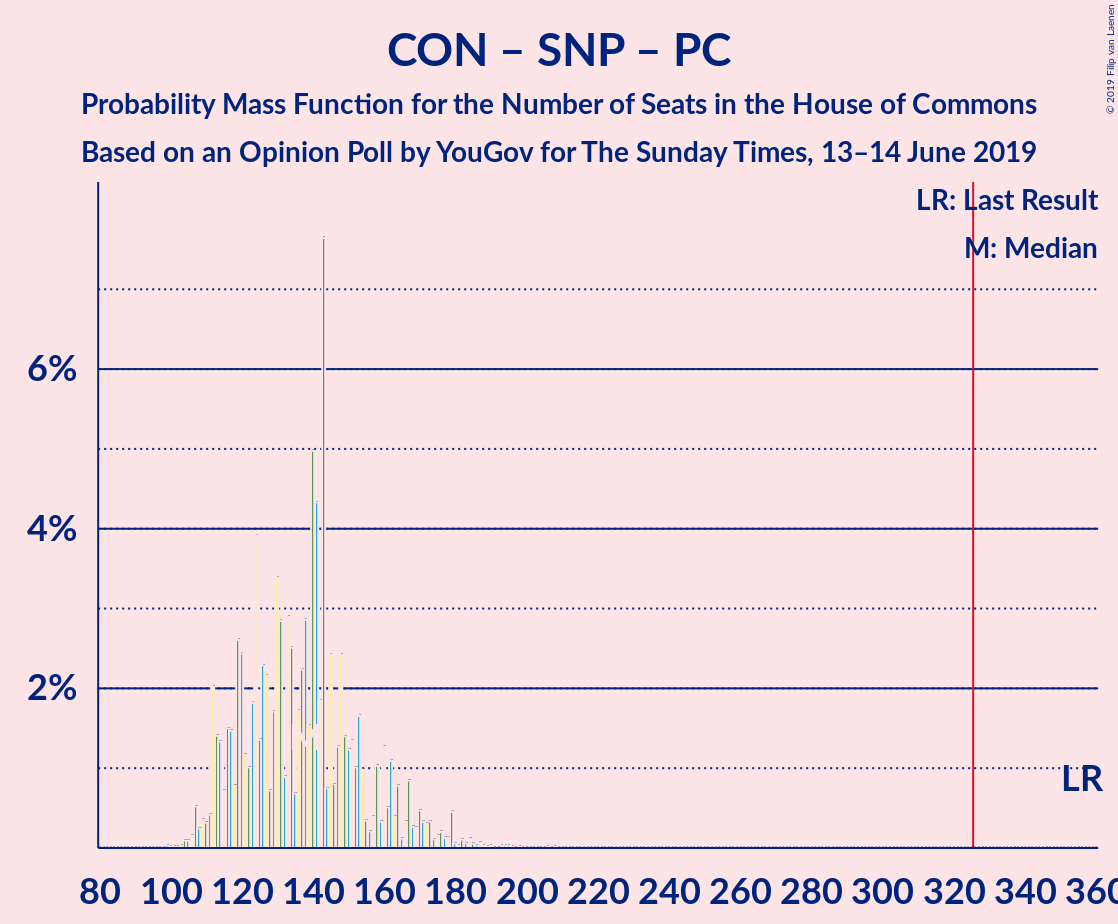 CON – SNP – PC
Probability Mass Function for the Number of Seats in the House of Commons
Based on an Opinion Poll by YouGov for The Sunday Times, 13–14 June 2019
© 2019 Filip van Laenen
LR: Last Result
M: Median
6%
4%
2%
LR
80 100 120 140 160 180 200 220 240 260 280 300 320 340 360